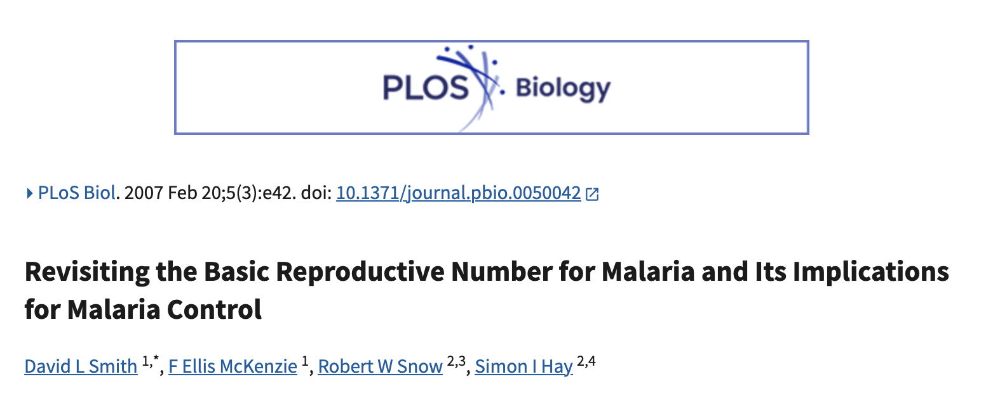 PLOS Biology
PLoS Biol. 2007 Feb 20;5(3):e42. doi: 10.1371/journal.pbio.0050042
Revisiting the Basic Reproductive Number for Malaria and Its Implications
for Malaria Control
David L Smith 1,*, F Ellis McKenzie 1, Robert W Snow 2,3, Simon I Hay 2,4